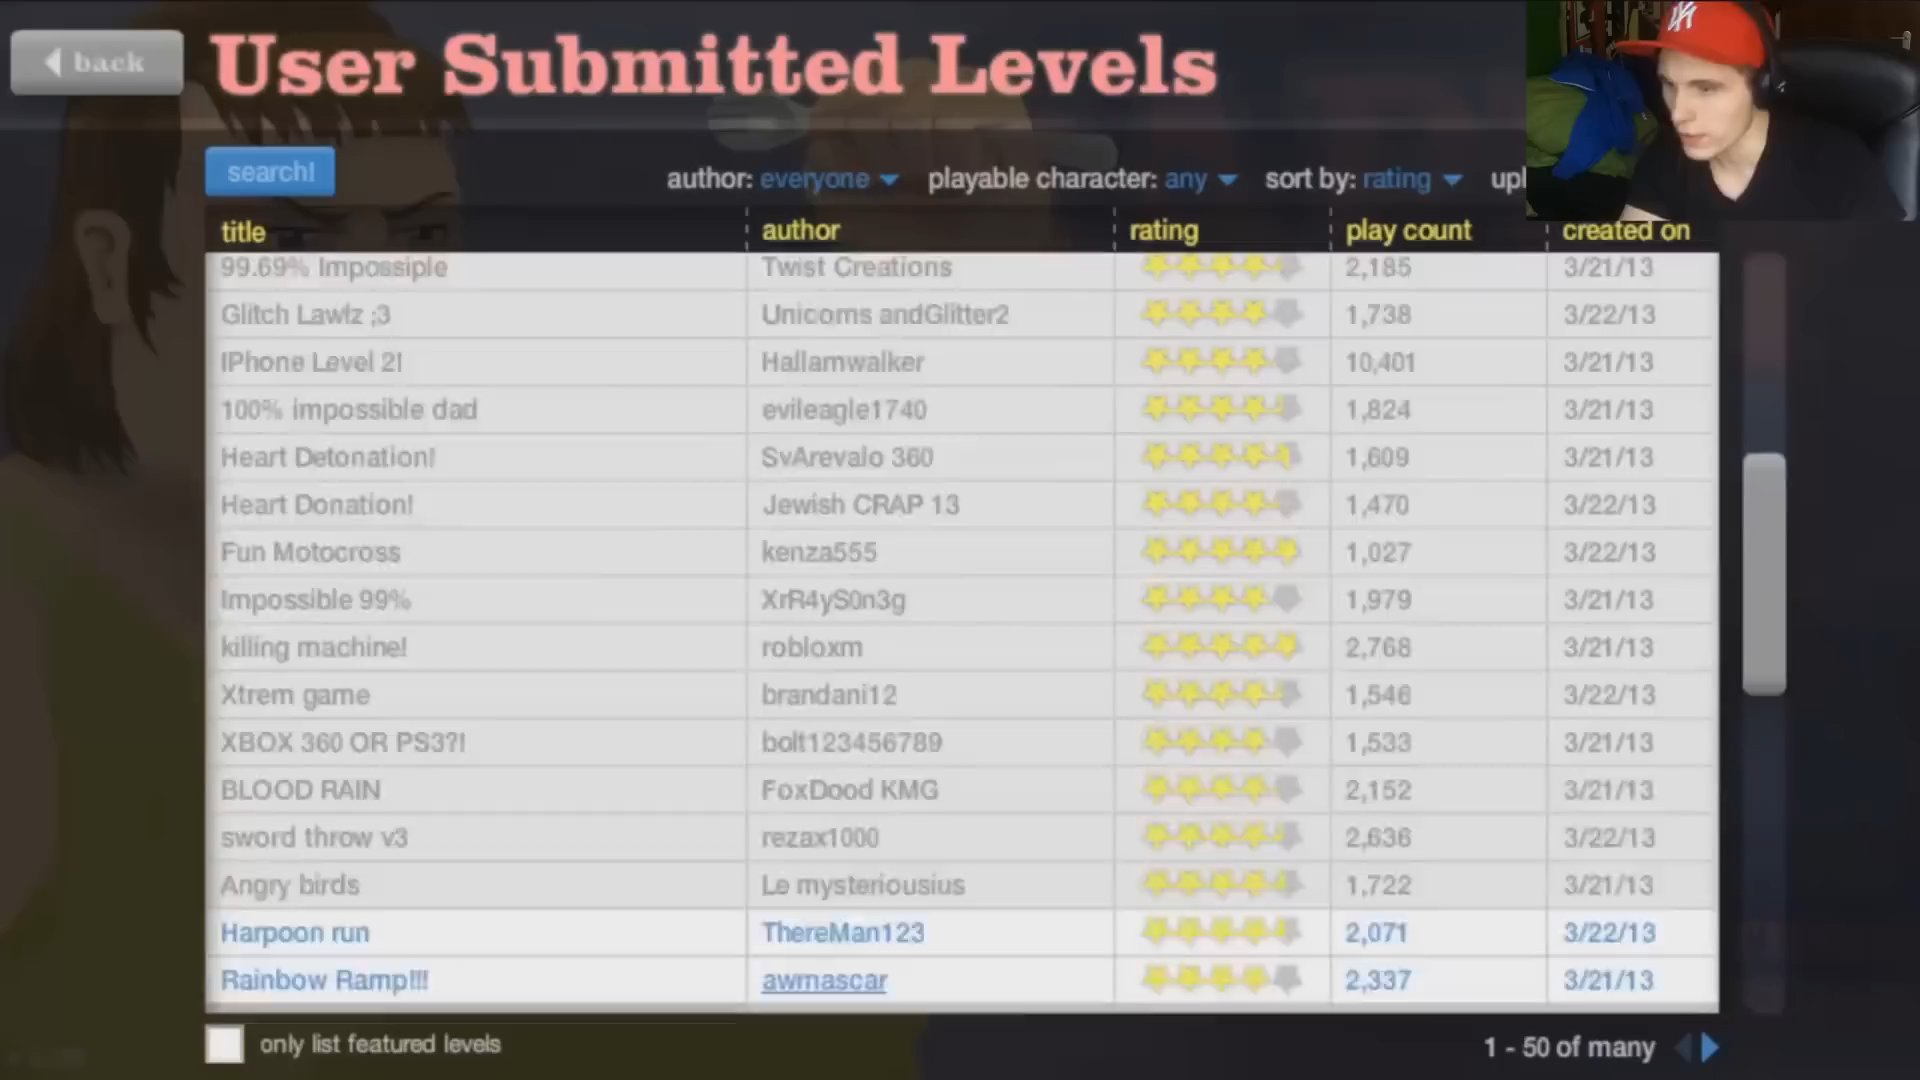 back
User Submitted Levels
search!
author: everyone playable character: any sort by: rating upl
title author rating play count created on
99.69% Impossiple Twist Creations 2,185 3/21/13
Glitch Lawlz ;3 Unicorns andGlitter2 1,738 3/22/13
IPhone Level 2! Hallamwalker 10,401 3/21/13
100% impossible dad evileagle1740 1,824 3/21/13
Heart Detonation! SvArevalo 360 1,609 3/21/13
Heart Donation! Jewish CRAP 13 1,470 3/22/13
Fun Motocross kenza555 1,027 3/22/13
Impossible 99% XrR4yS0n3g 1,979 3/21/13
killing machine! robloxm 2,768 3/21/13
Xtrem game brandani12 1,546 3/22/13
XBOX 360 OR PS3?! bolt123456789 1,533 3/21/13
BLOOD RAIN FoxDood KMG 2,152 3/21/13
sword throw v3 rezax1000 2,636 3/22/13
Angry birds Le mysteriousius 1,722 3/21/13
Harpoon run ThereMan123 2,071 3/22/13
Rainbow Ramp!!! awmascar 2,337 3/21/13
only list featured levels
1 - 50 of many